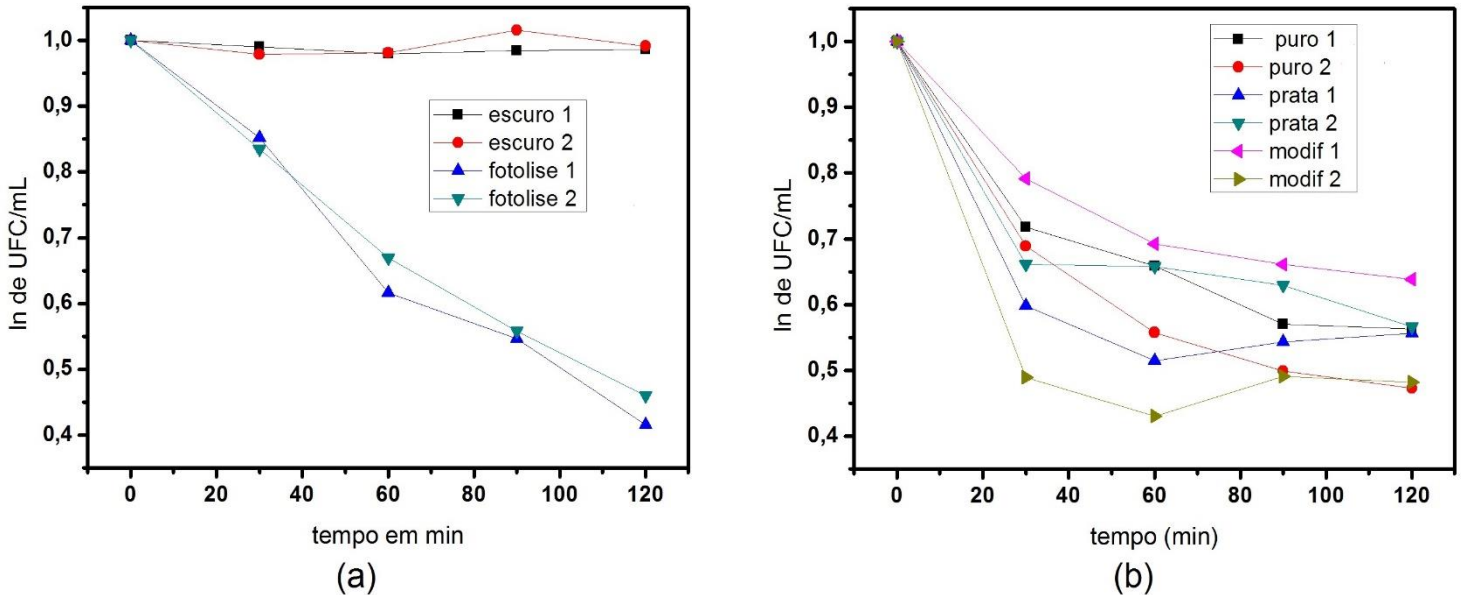 1,0
0,9
0,8
0,7
0,6
0,5
0,4
ln de UFC/mL
escuro 1
escuro 2
fotolise 1
fotolise 2
0 20 40 60 80 100 120
tempo em min
(a)
1,0
0,9
0,8
0,7
0,6
0,5
0,4
ln de UFC/mL
puro 1
puro 2
prata 1
prata 2
modif 1
modif 2
0 20 40 60 80 100 120
tempo (min)
(b)